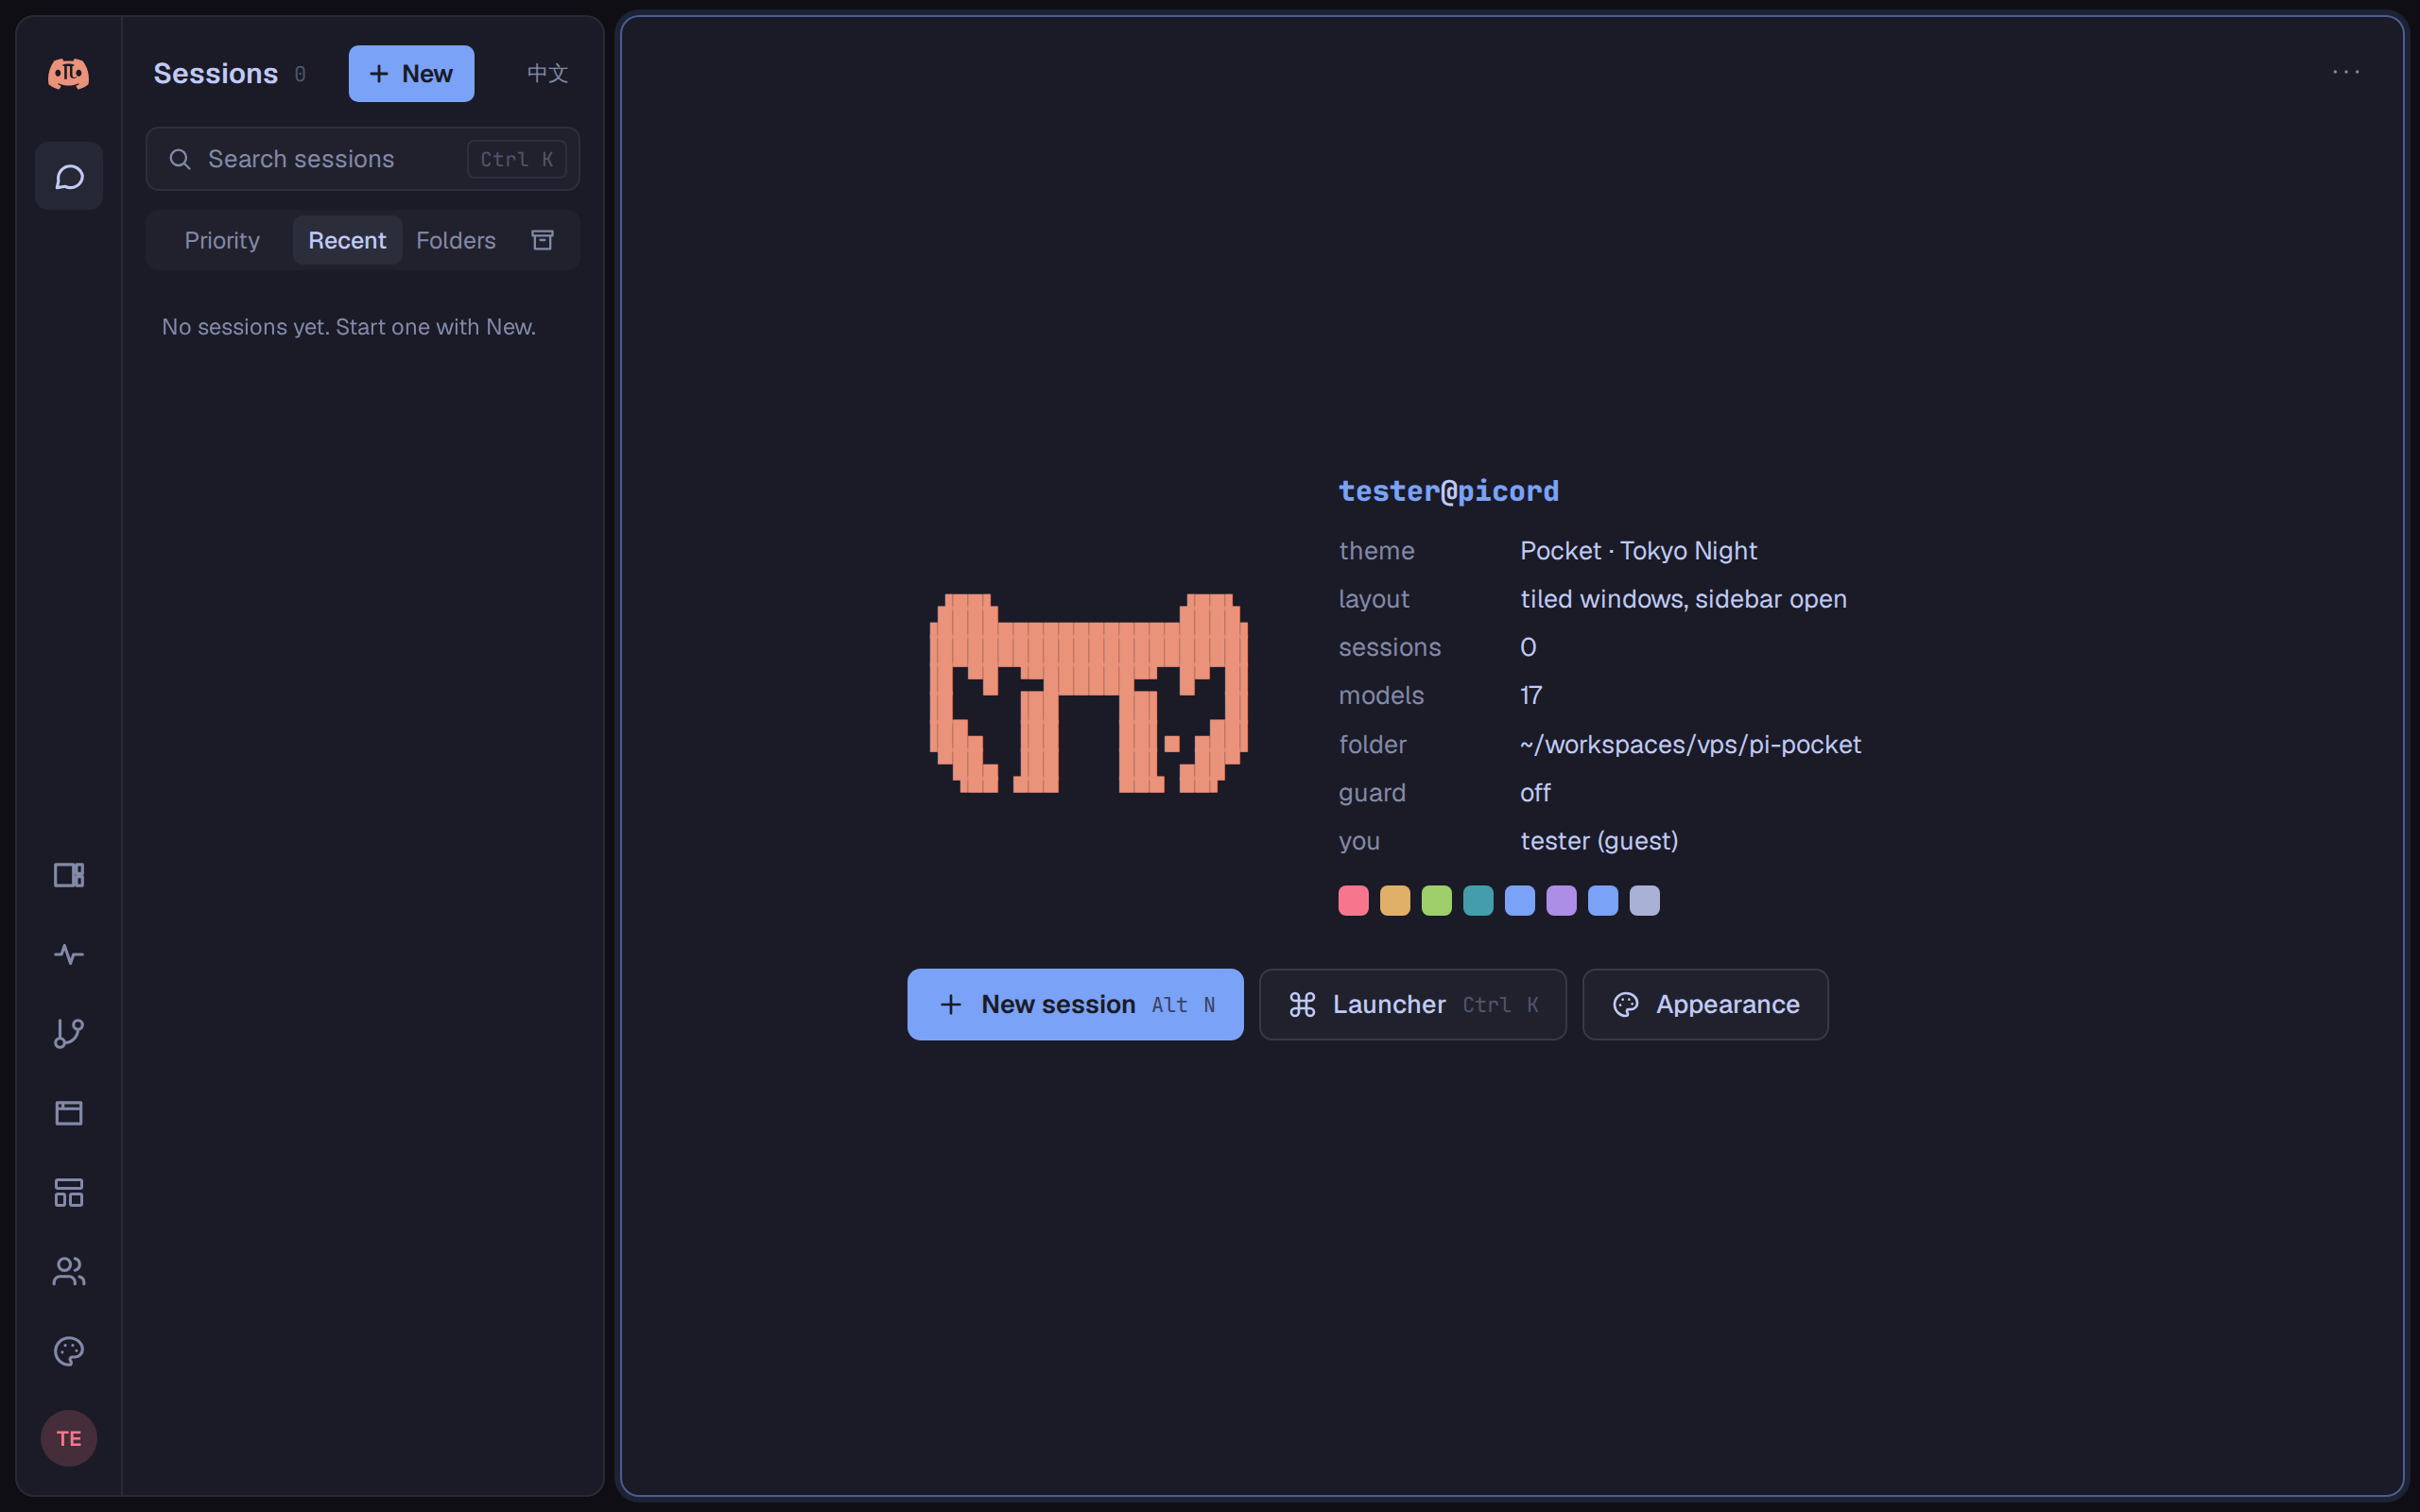 Sessions 0
+ New
中文
Search sessions Ctrl K
Priority Recent Folders
No sessions yet. Start one with New.
TE
···
tester@picord
theme Pocket · Tokyo Night
layout tiled windows, sidebar open
sessions 0
models 17
folder ~/workspaces/vps/pi-pocket
guard off
you tester (guest)
+ New session Alt N
Launcher Ctrl K
Appearance